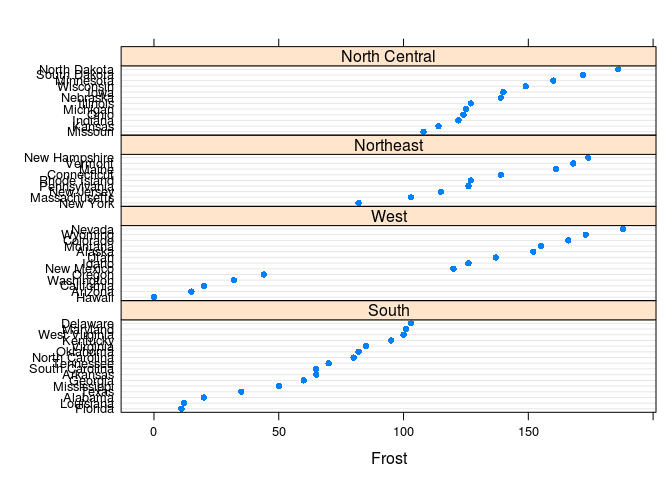 North Central
North Dakota
South Dakota
Minnesota
Wisconsin
Iowa
Nebraska
Illinois
Michigan
Ohio
Indiana
Kansas
Missouri
Northeast
New Hampshire
Vermont
Maine
Connecticut
Rhode Island
Pennsylvania
New Jersey
Massachusetts
New York
West
Nevada
Wyoming
Colorado
Montana
Alaska
Utah
Idaho
New Mexico
Oregon
Washington
California
Arizona
Hawaii
South
Delaware
Maryland
West Virginia
Kentucky
Virginia
Oklahoma
North Carolina
Tennessee
South Carolina
Arkansas
Georgia
Mississippi
Texas
Alabama
Louisiana
Florida
0 50 100 150
Frost